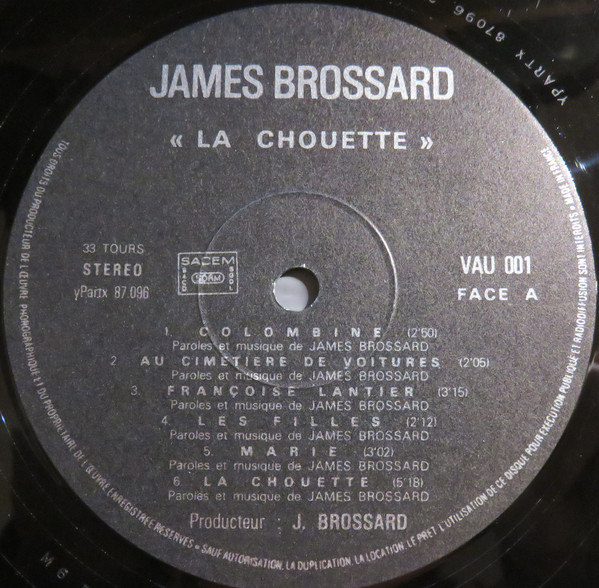 JAMES BROSSARD
« LA CHOUETTE »
33 TOURS
STEREO
yPartx 87.096
SACEM
SACD SDRM SGDL
VAU 001
FACE A
1. COLOMBINE (2'50)
Paroles et musique de JAMES BROSSARD
2. AU CIMETIERE DE VOITURES (2'05)
Paroles et musique de JAMES BROSSARD
3. FRANÇOISE LANTIER (3'15)
Paroles et musique de JAMES BROSSARD
4. LES FILLES (2'12)
Paroles et musique de JAMES BROSSARD
5. MARIE (3'02)
Paroles et musique de JAMES BROSSARD
6. LA CHOUETTE (5'18)
Paroles et musique de JAMES BROSSARD
Producteur : J. BROSSARD
TOUS DROITS DU PRODUCTEUR DE L'ŒUVRE PHONOGRAPHIQUE ET DU PROPRIETAIRE DE L'ŒUVRE ENREGISTREE RESERVES • SAUF AUTORISATION, LA DUPLICATION, LA LOCATION, LE PRET, L'UTILISATION DE CE DISQUE POUR EXECUTION PUBLIQUE ET RADIODIFFUSION SONT INTERDITS • MADE IN FRANCE
YPARTX 87096
M6